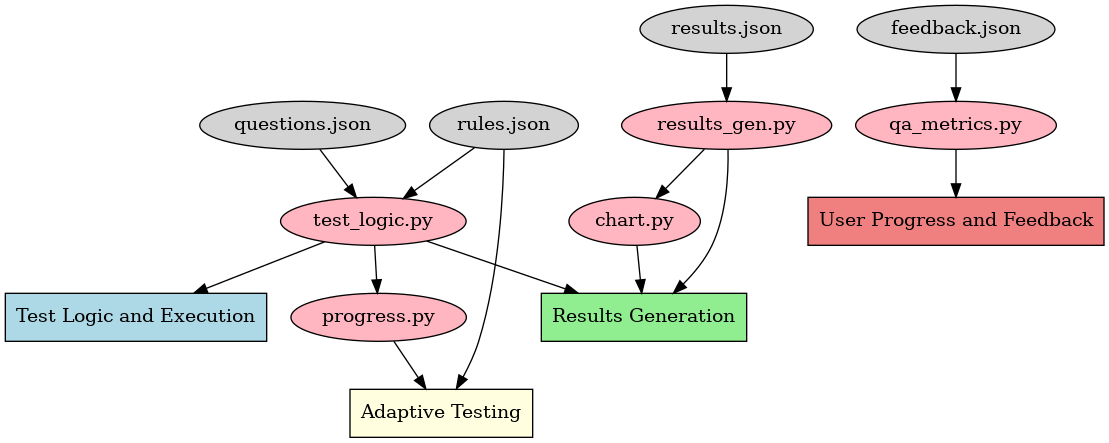 results.json
feedback.json
questions.json
rules.json
results_gen.py
qa_metrics.py
test_logic.py
chart.py
User Progress and Feedback
Test Logic and Execution
progress.py
Results Generation
Adaptive Testing